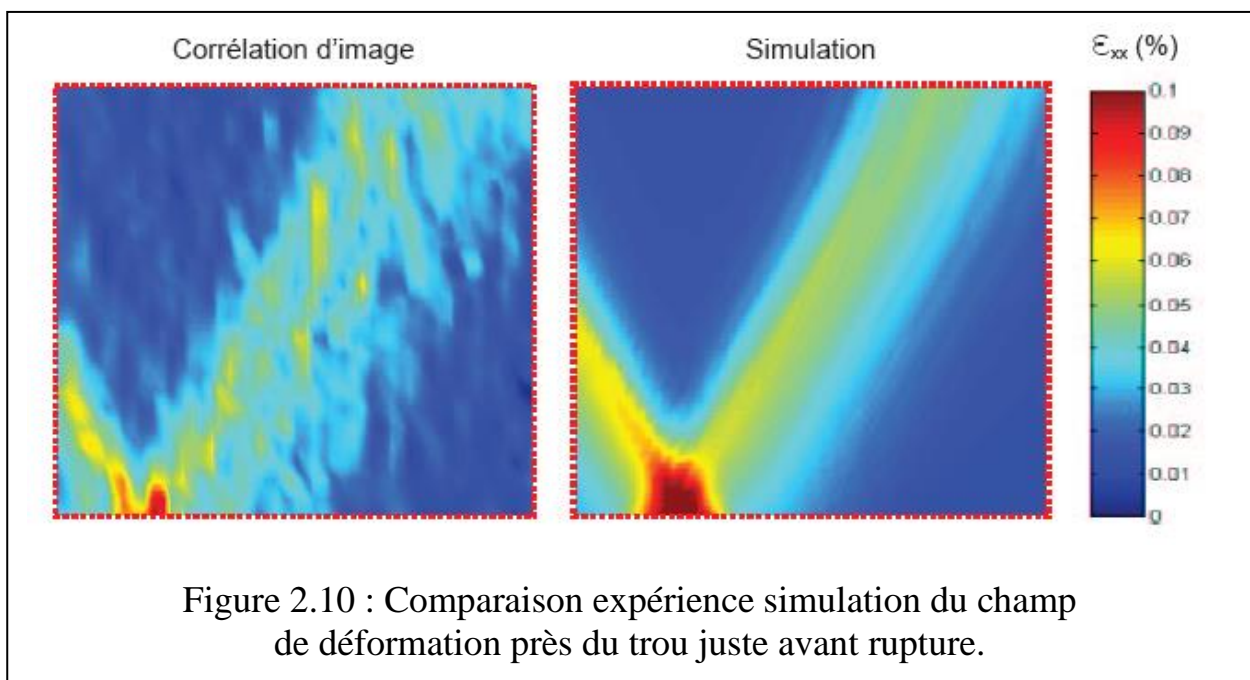 Corrélation d'image
Simulation
εxx (%)
0.1
0.09
0.08
0.07
0.06
0.05
0.04
0.03
0.02
0.01
0
Figure 2.10 : Comparaison expérience simulation du champ
de déformation près du trou juste avant rupture.